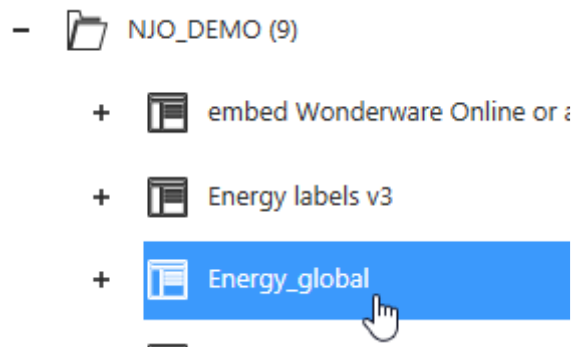 NJO_DEMO (9)
embed Wonderware Online or
Energy labels v3
Energy_global